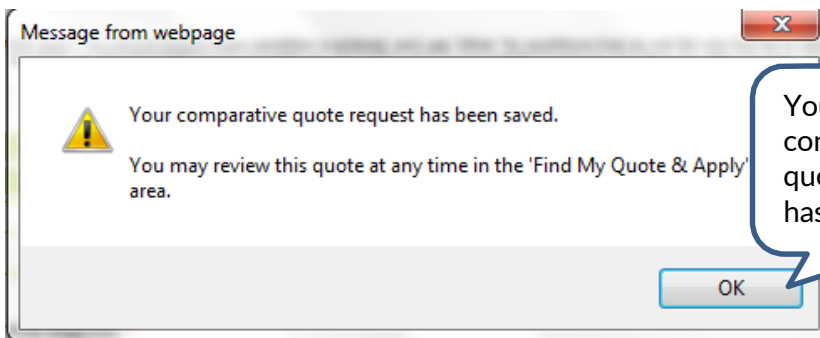 Message from webpage
Your comparative quote request has been saved.
You may review this quote at any time in the 'Find My Quote & Apply'
area.
OK
has